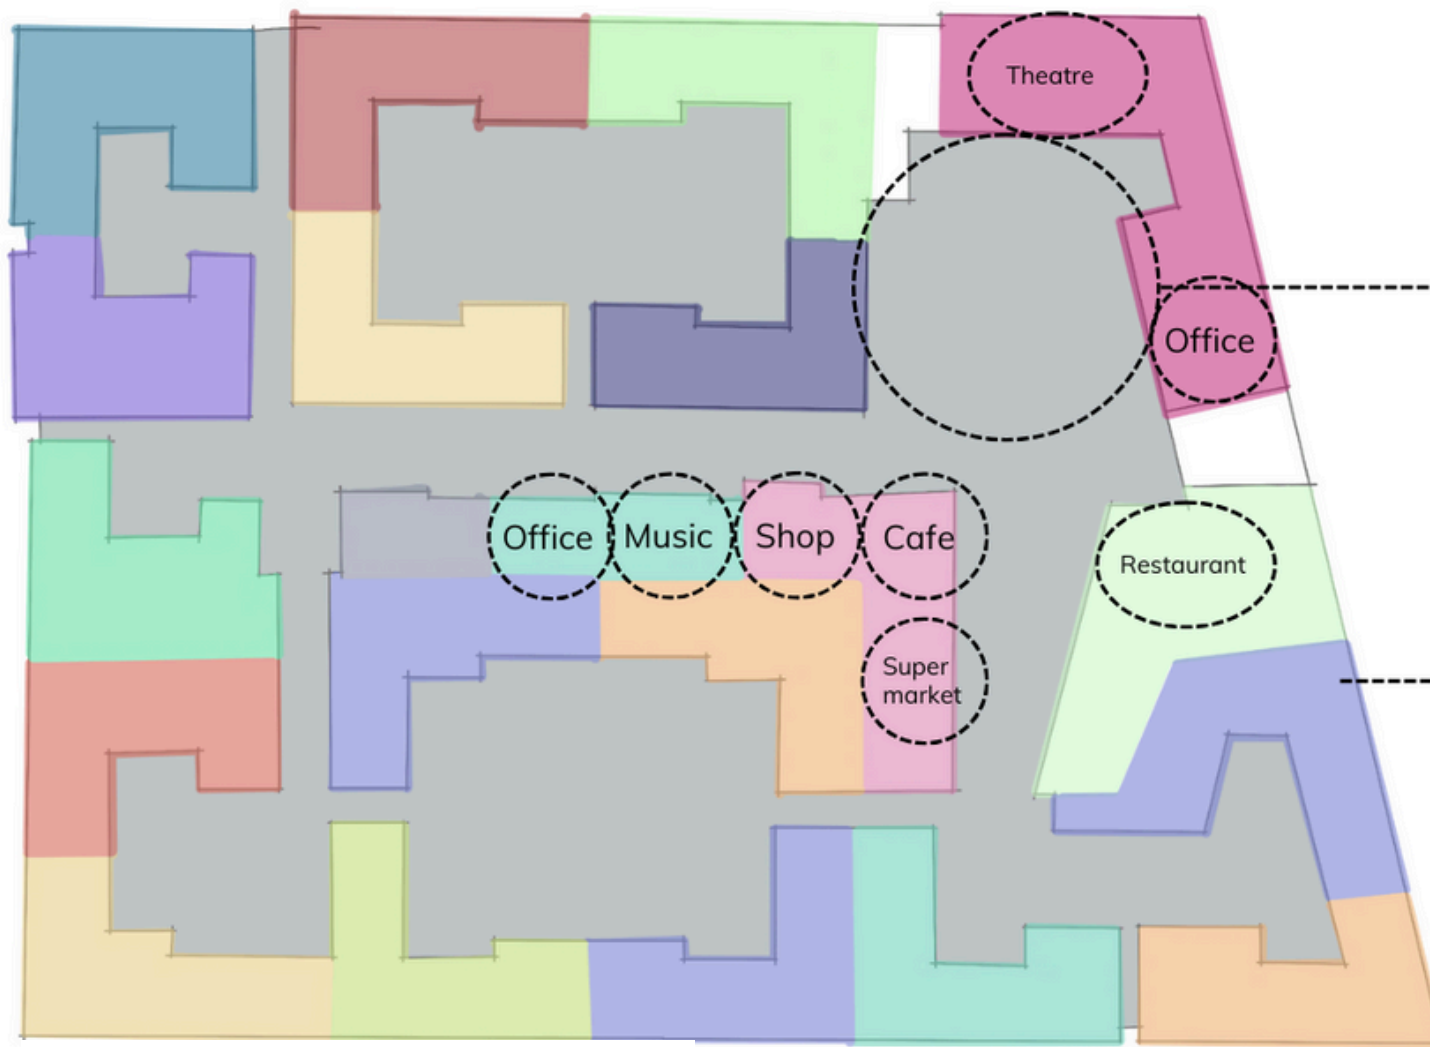 Theatre
Office
Office
Music
Shop
Cafe
Restaurant
Super
market